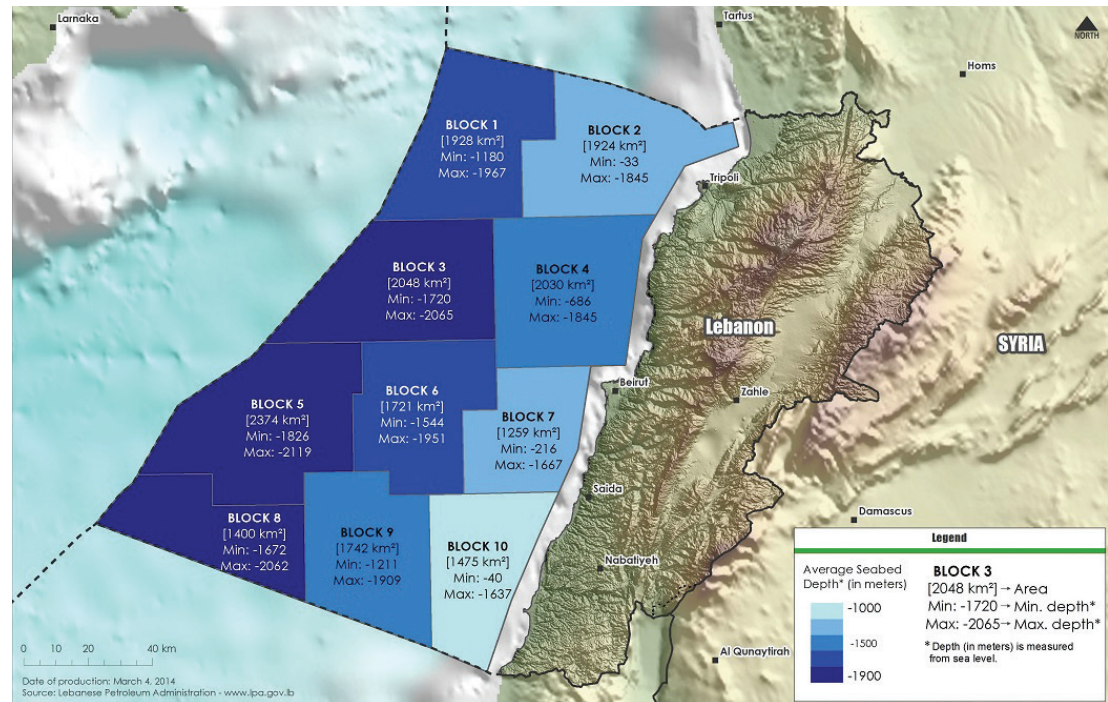 Larnaka
Tartus
NORTH
Homs
BLOCK 1
[1928 km²]
Min: -1180
Max: -1967
BLOCK 2
[1924 km²]
Min: -33
Max: -1845
Tripoli
BLOCK 3
[2048 km²]
Min: -1720
Max: -2065
BLOCK 4
[2030 km²]
Min: -686
Max: -1845
Lebanon
SYRIA
Beirut
Zahle
BLOCK 5
[2374 km²]
Min: -1826
Max: -2119
BLOCK 6
[1721 km²]
Min: -1544
Max: -1951
BLOCK 7
[1259 km²]
Min: -216
Max: -1667
Saida
Damascus
BLOCK 8
[1400 km²]
Min: -1672
Max: -2062
BLOCK 9
[1742 km²]
Min: -1211
Max: -1909
BLOCK 10
[1475 km²]
Min: -40
Max: -1637
Nabatiyeh
Al Qunaytirah
Legend
Average Seabed
Depth* (in meters)
-1000
-1500
-1900
BLOCK 3
[2048 km²] → Area
Min: -1720 → Min. depth*
Max: -2065 → Max. depth*
* Depth (in meters) is measured
from sea level.
0 10 20 40 km
Date of production: March 4, 2014
Source: Lebanese Petroleum Administration - www.lpa.gov.lb